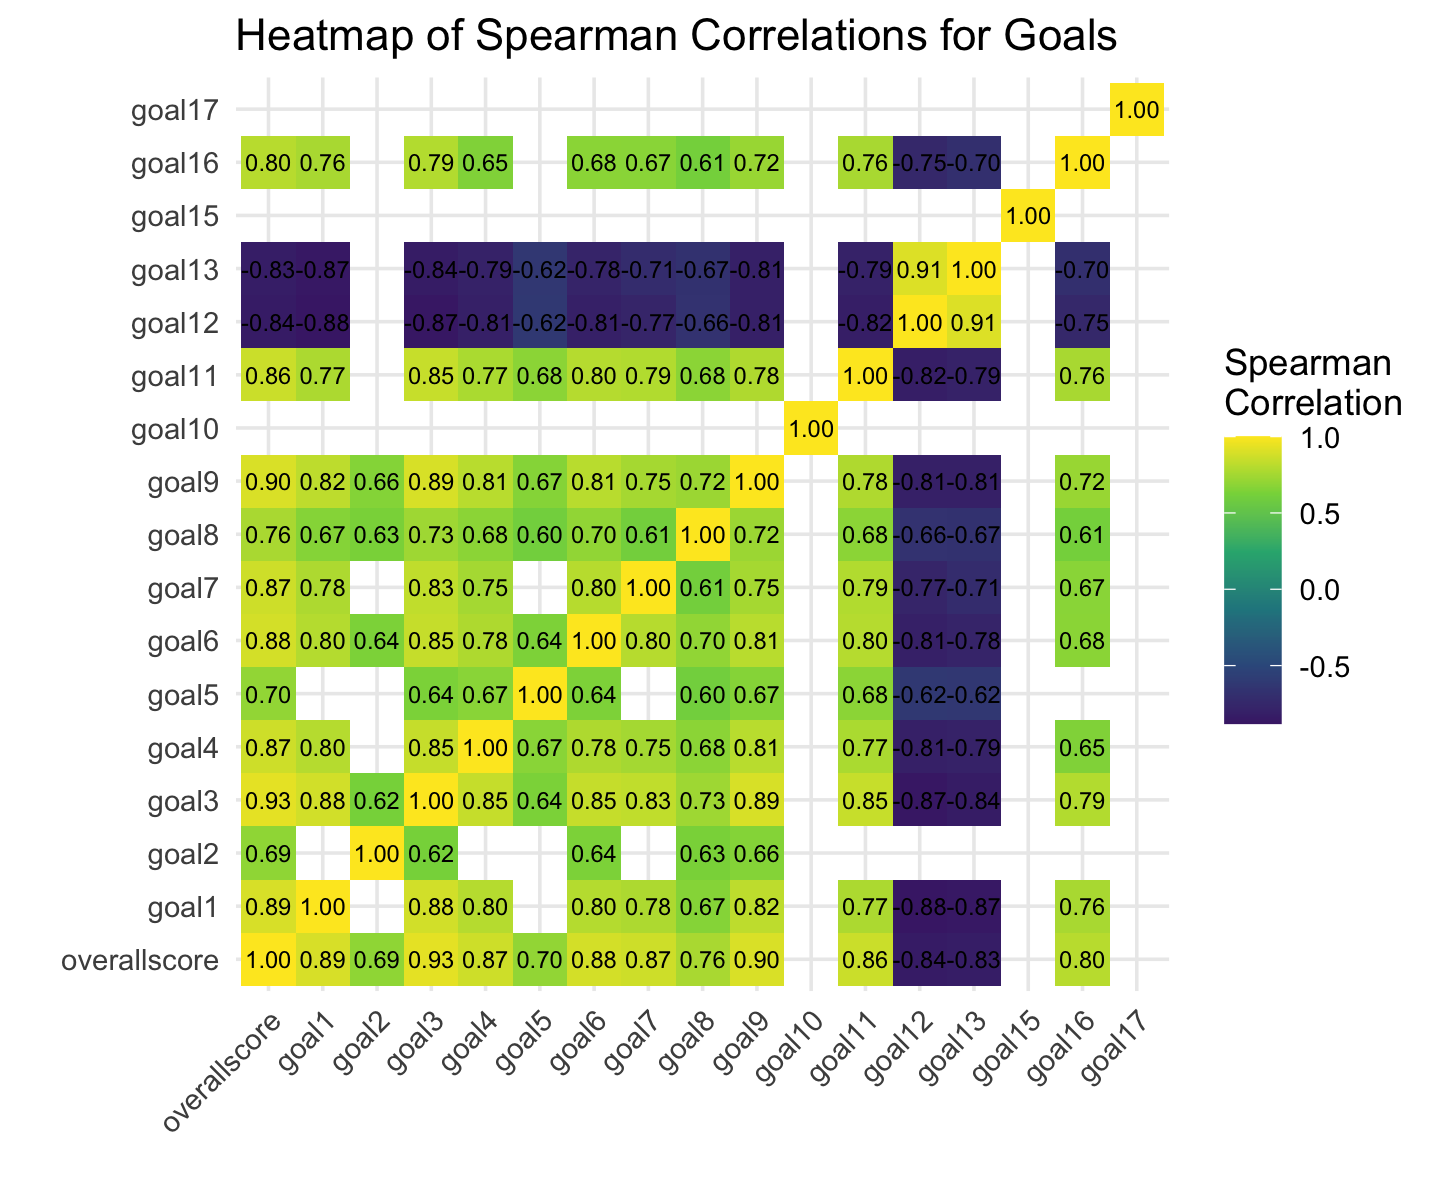 Heatmap of Spearman Correlations for Goals
goal17 1.00
goal16 0.80 0.76 0.79 0.65 0.68 0.67 0.61 0.72 0.76 -0.75 -0.70 1.00
goal15 1.00
goal13 -0.83 -0.87 -0.84 -0.79 -0.62 -0.78 -0.71 -0.67 -0.81 -0.79 0.91 1.00 -0.70
goal12 -0.84 -0.88 -0.87 -0.81 -0.62 -0.81 -0.77 -0.66 -0.81 -0.82 1.00 0.91 -0.75
goal11 0.86 0.77 0.85 0.77 0.68 0.80 0.79 0.68 0.78 1.00 -0.82 -0.79 0.76
goal10 1.00
goal9 0.90 0.82 0.66 0.89 0.81 0.67 0.81 0.75 0.72 1.00 0.78 -0.81 -0.81 0.72
goal8 0.76 0.67 0.63 0.73 0.68 0.60 0.70 0.61 1.00 0.72 0.68 -0.66 -0.67 0.61
goal7 0.87 0.78 0.83 0.75 0.80 1.00 0.61 0.75 0.79 -0.77 -0.71 0.67
goal6 0.88 0.80 0.64 0.85 0.78 0.64 1.00 0.80 0.70 0.81 0.80 -0.81 -0.78 0.68
goal5 0.70 0.64 0.67 1.00 0.64 0.60 0.67 0.68 -0.62 -0.62
goal4 0.87 0.80 0.85 1.00 0.67 0.78 0.75 0.68 0.81 0.77 -0.81 -0.79 0.65
goal3 0.93 0.88 0.62 1.00 0.85 0.64 0.85 0.83 0.73 0.89 0.85 -0.87 -0.84 0.79
goal2 0.69 1.00 0.62 0.64 0.63 0.66
goal1 0.89 1.00 0.88 0.80 0.80 0.78 0.67 0.82 0.77 -0.88 -0.87 0.76
overallscore 1.00 0.89 0.69 0.93 0.87 0.70 0.88 0.87 0.76 0.90 0.86 -0.84 -0.83 0.80
overallscore goal1 goal2 goal3 goal4 goal5 goal6 goal7 goal8 goal9 goal10 goal11 goal12 goal13 goal15 goal16 goal17
Spearman
Correlation
1.0
0.5
0.0
-0.5